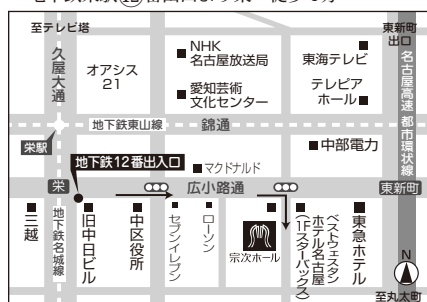 地下鉄栄駅⑫番出口より東へ 徒歩 分
至テレビ塔
久屋大通
オアシス
21
NHK
名古屋放送局
愛知芸術
文化センター
東海テレビ
テレピア
ホール
東新町
出口
名古屋高速 都市環状線
地下鉄東山線
錦通
栄駅
地下鉄12番出入口
マクドナルド
中部電力
栄
広小路通
東新町
三越
地下鉄名城線
旧中日ビル
中区役所
セブンイレブン
ローソン
宗次ホール
ベストウェスタン
ホテル名古屋
(1Fスターバックス)
東急ホテル
N
至丸太町